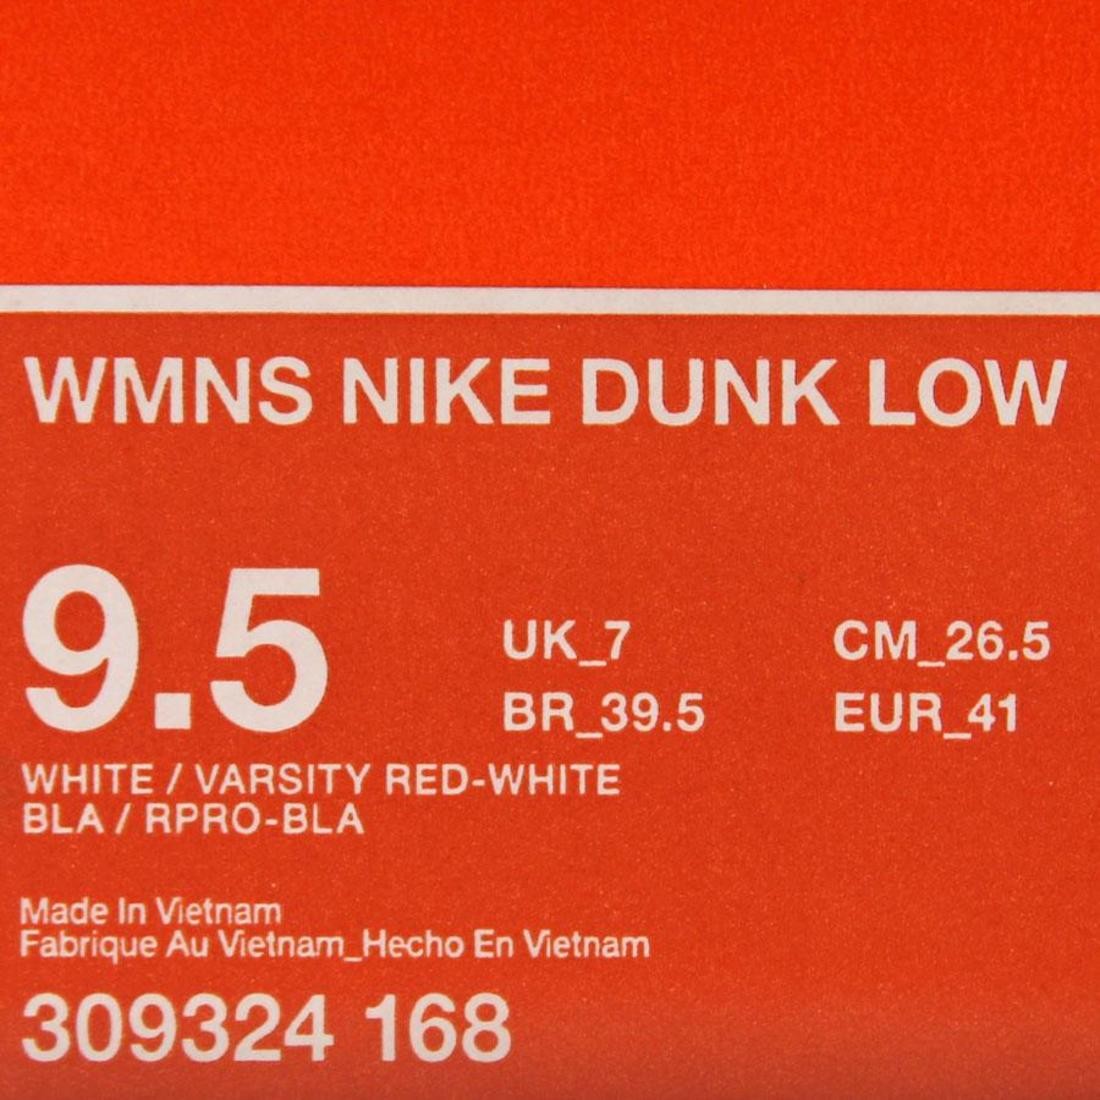 WMNS NIKE DUNK LOW
9.5
UK_7 CM_26.5
BR_39.5 EUR_41
WHITE / VARSITY RED-WHITE
BLA / RPRO-BLA
Made In Vietnam
Fabrique Au Vietnam_Hecho En Vietnam
309324 168